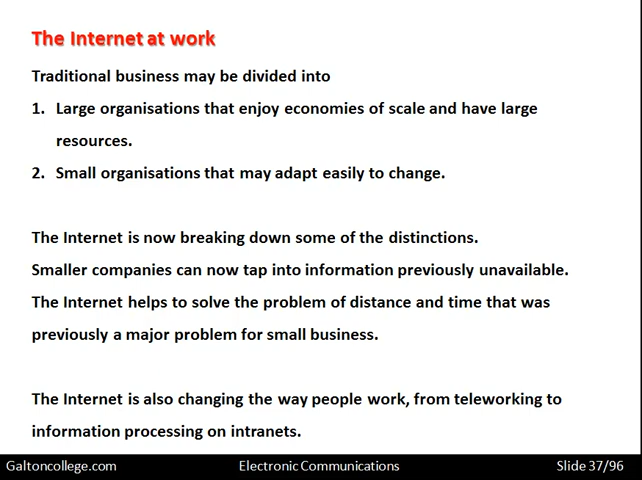 The Internet at work
Traditional business may be divided into
1. Large organisations that enjoy economies of scale and have large
resources.
2. Small organisations that may adapt easily to change.
The Internet is now breaking down some of the distinctions.
Smaller companies can now tap into information previously unavailable.
The Internet helps to solve the problem of distance and time that was
previously a major problem for small business.
The Internet is also changing the way people work, from teleworking to
information processing on intranets.
Galtoncollege.com Electronic Communications Slide 37/96